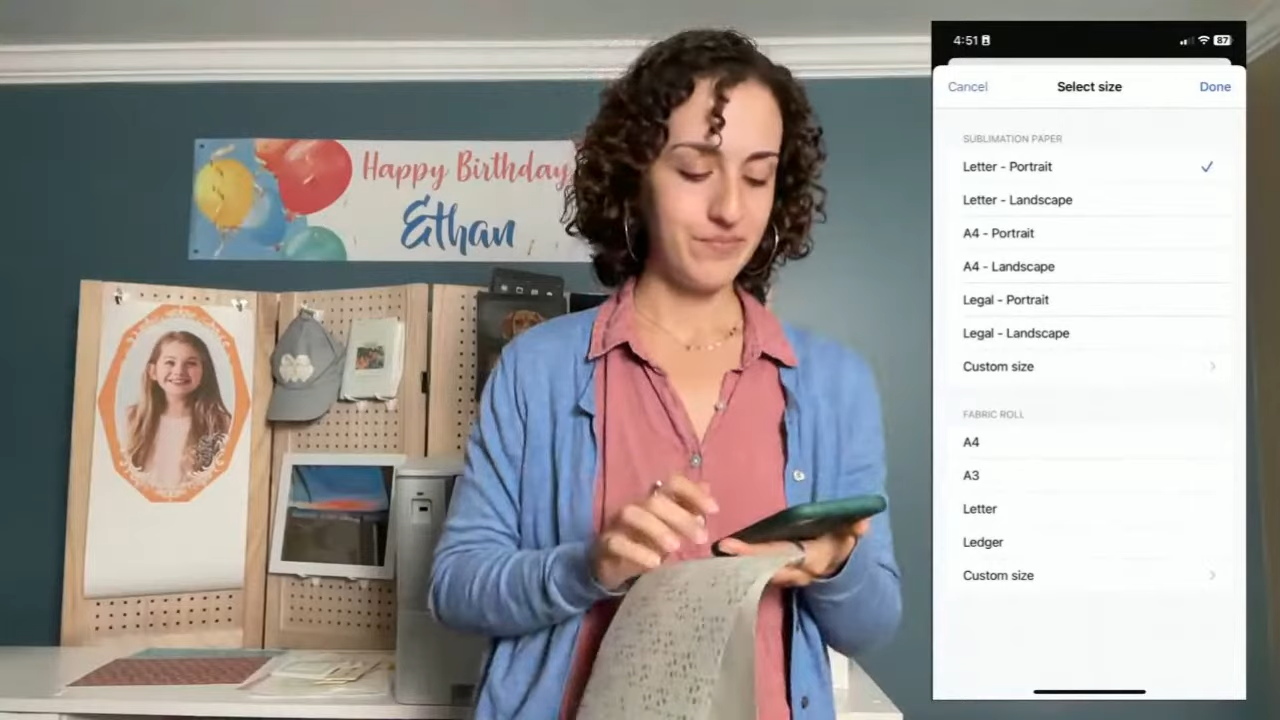 Happy Birthday
Ethan
4:51
87
Cancel
Select size
Done
SUBLIMATION PAPER
Letter - Portrait
Letter - Landscape
A4 - Portrait
A4 - Landscape
Legal - Portrait
Legal - Landscape
Custom size
FABRIC ROLL
A4
A3
Letter
Ledger
Custom size